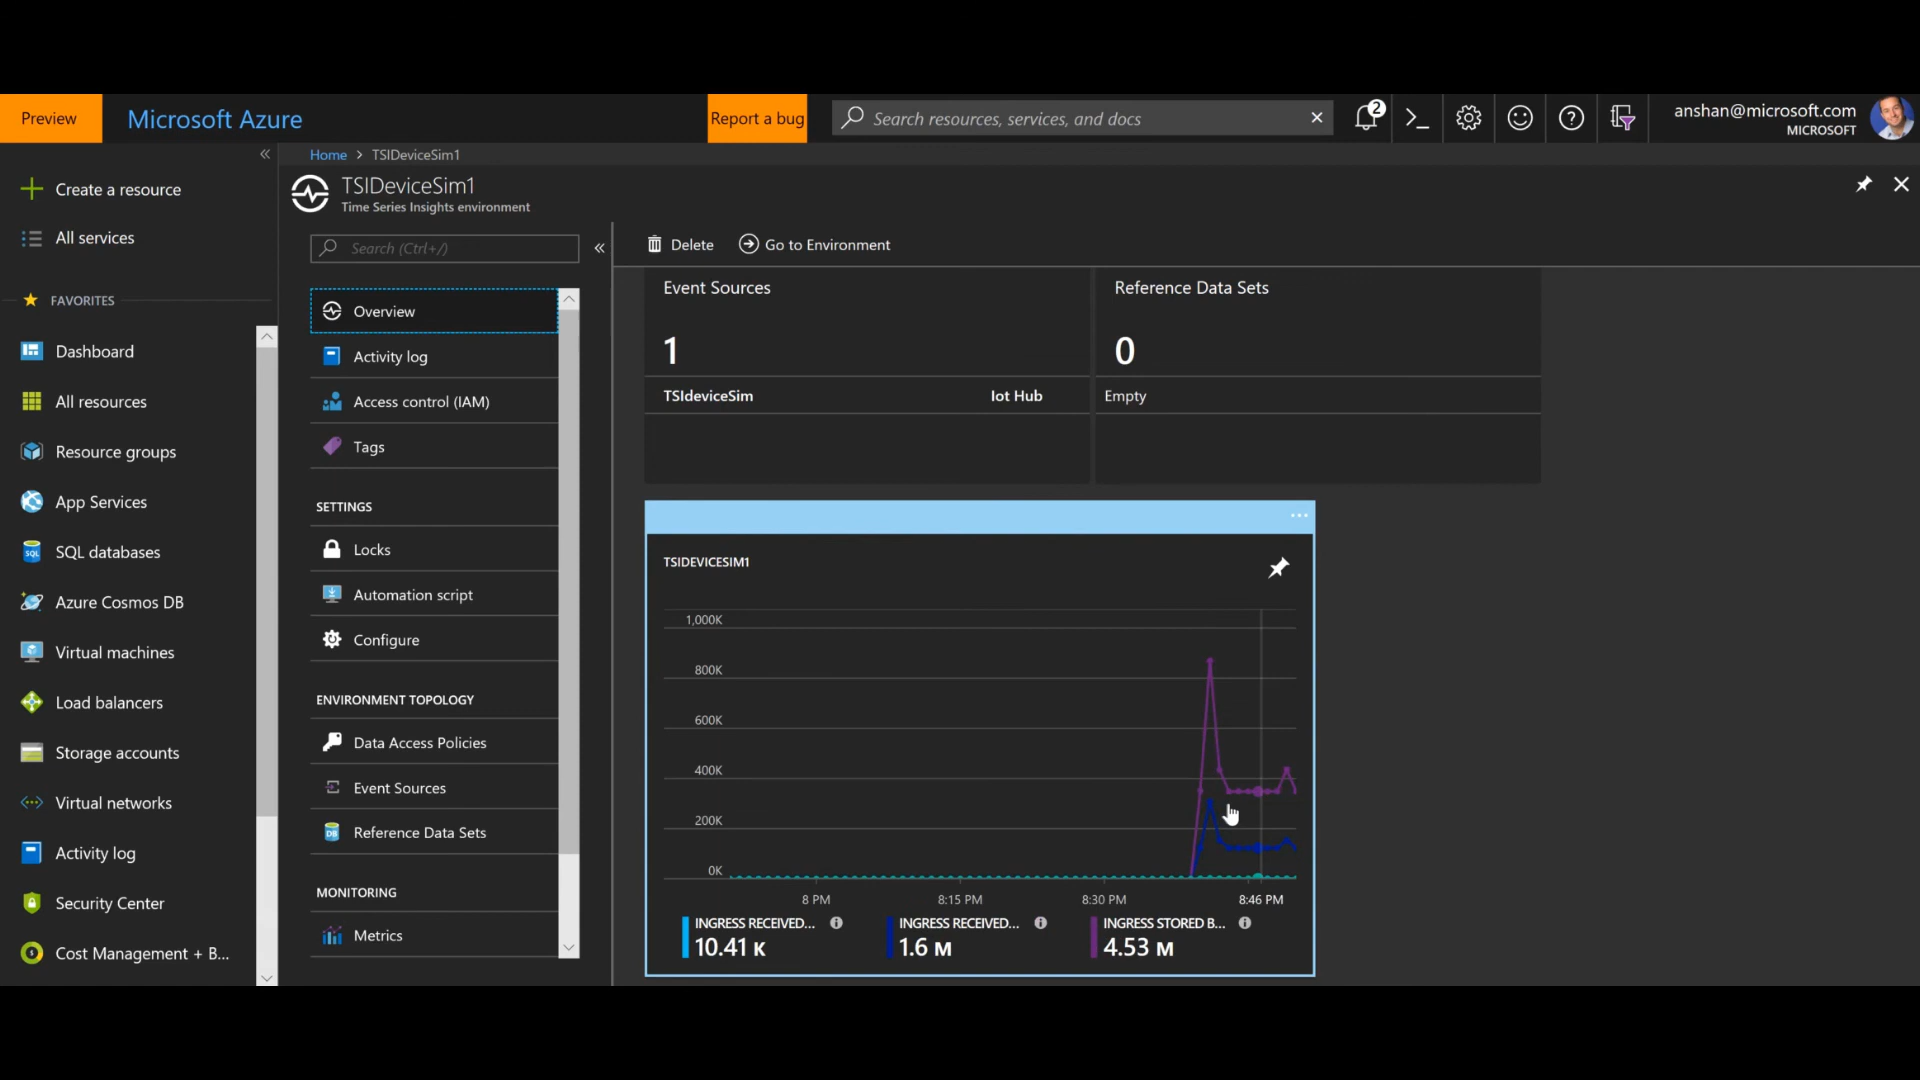 Preview
Microsoft Azure
Report a bug
Search resources, services, and docs
2
anshan@microsoft.com
MICROSOFT
Home > TSIDeviceSim1
TSIDeviceSim1
Time Series Insights environment
Create a resource
All services
FAVORITES
Dashboard
All resources
Resource groups
App Services
SQL databases
Azure Cosmos DB
Virtual machines
Load balancers
Storage accounts
Virtual networks
Activity log
Security Center
Cost Management + B...
Search (Ctrl+/)
Overview
Activity log
Access control (IAM)
Tags
SETTINGS
Locks
Automation script
Configure
ENVIRONMENT TOPOLOGY
Data Access Policies
Event Sources
Reference Data Sets
MONITORING
Metrics
Delete
Go to Environment
Event Sources
1
TSIdeviceSim Iot Hub
Reference Data Sets
0
Empty
...
TSIDEVICESIM1
1,000K
800K
600K
400K
200K
0K
8 PM 8:15 PM 8:30 PM 8:46 PM
INGRESS RECEIVED...
10.41 K
INGRESS RECEIVED...
1.6 M
INGRESS STORED B...
4.53 M